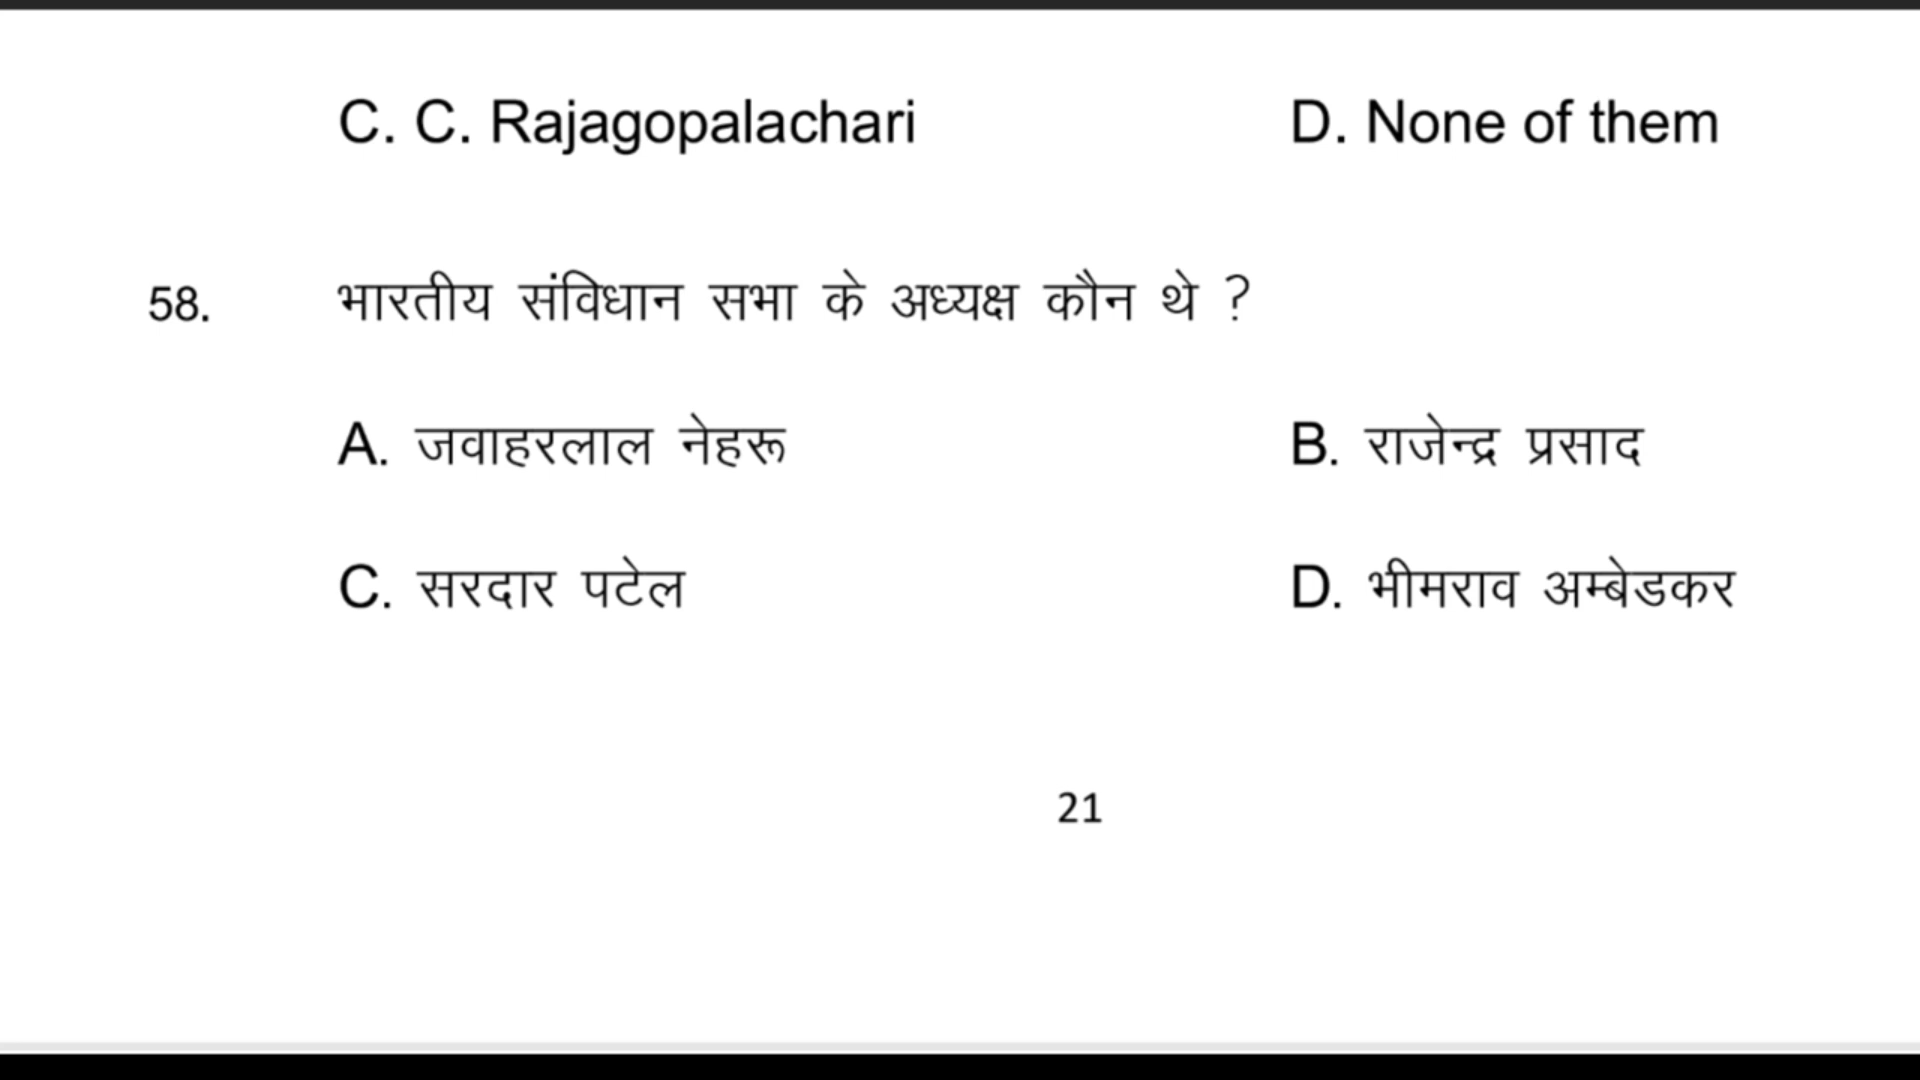 C. C. Rajagopalachari D. None of them
58. भारतीय संविधान सभा के अध्यक्ष कौन थे ?
A. जवाहरलाल नेहरू B. राजेन्द्र प्रसाद
C. सरदार पटेल D. भीमराव अम्बेडकर
21